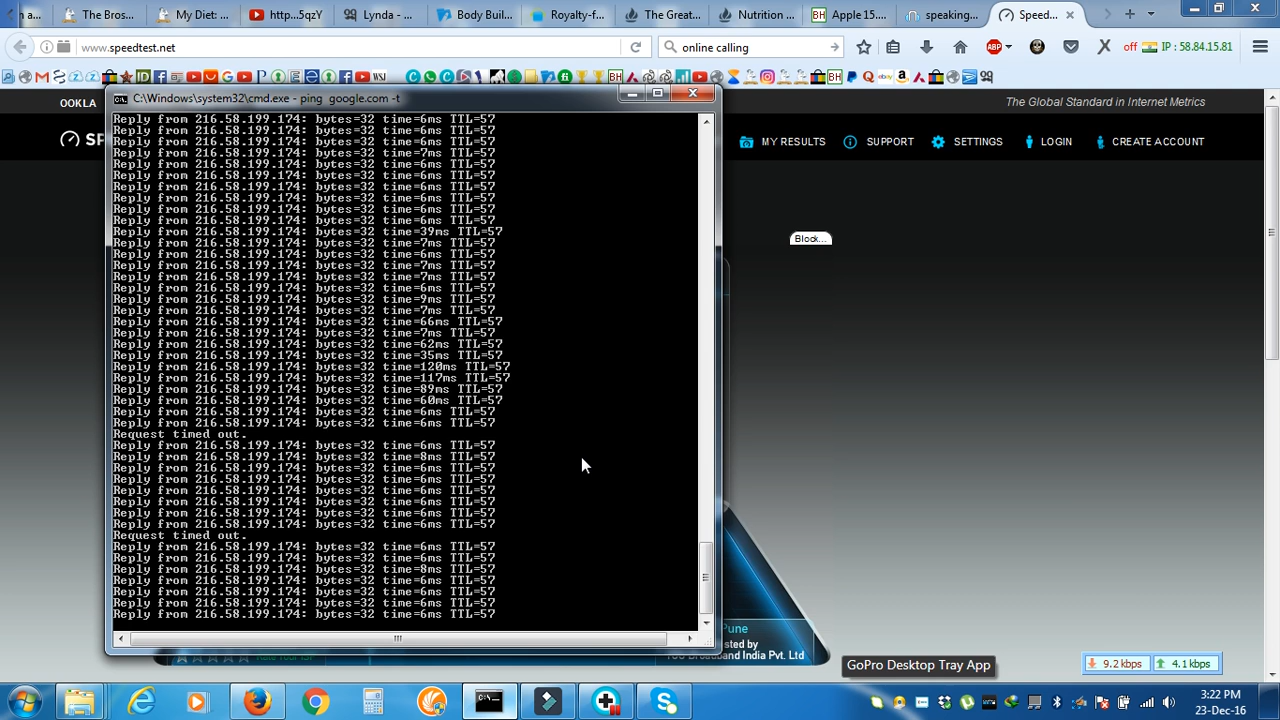 n a...
The Bros...
My Diet: ...
http...5qzY
Lynda - ...
Body Buil...
Royalty-f...
The Great...
Nutrition ...
Apple 15....
speaking...
Speed...
www.speedtest.net
online calling
off
IP : 58.84.15.81
OOKLA
The Global Standard in Internet Metrics
C:\Windows\system32\cmd.exe - ping  google.com -t
MY RESULTS
SUPPORT
SETTINGS
LOGIN
CREATE ACCOUNT
Block...
Reply from 216.58.199.174: bytes=32 time=6ms TTL=57
Reply from 216.58.199.174: bytes=32 time=6ms TTL=57
Reply from 216.58.199.174: bytes=32 time=6ms TTL=57
Reply from 216.58.199.174: bytes=32 time=7ms TTL=57
Reply from 216.58.199.174: bytes=32 time=6ms TTL=57
Reply from 216.58.199.174: bytes=32 time=6ms TTL=57
Reply from 216.58.199.174: bytes=32 time=6ms TTL=57
Reply from 216.58.199.174: bytes=32 time=6ms TTL=57
Reply from 216.58.199.174: bytes=32 time=6ms TTL=57
Reply from 216.58.199.174: bytes=32 time=6ms TTL=57
Reply from 216.58.199.174: bytes=32 time=39ms TTL=57
Reply from 216.58.199.174: bytes=32 time=7ms TTL=57
Reply from 216.58.199.174: bytes=32 time=6ms TTL=57
Reply from 216.58.199.174: bytes=32 time=7ms TTL=57
Reply from 216.58.199.174: bytes=32 time=7ms TTL=57
Reply from 216.58.199.174: bytes=32 time=6ms TTL=57
Reply from 216.58.199.174: bytes=32 time=9ms TTL=57
Reply from 216.58.199.174: bytes=32 time=7ms TTL=57
Reply from 216.58.199.174: bytes=32 time=66ms TTL=57
Reply from 216.58.199.174: bytes=32 time=7ms TTL=57
Reply from 216.58.199.174: bytes=32 time=62ms TTL=57
Reply from 216.58.199.174: bytes=32 time=35ms TTL=57
Reply from 216.58.199.174: bytes=32 time=120ms TTL=57
Reply from 216.58.199.174: bytes=32 time=117ms TTL=57
Reply from 216.58.199.174: bytes=32 time=89ms TTL=57
Reply from 216.58.199.174: bytes=32 time=60ms TTL=57
Reply from 216.58.199.174: bytes=32 time=6ms TTL=57
Reply from 216.58.199.174: bytes=32 time=6ms TTL=57
Request timed out.
Reply from 216.58.199.174: bytes=32 time=6ms TTL=57
Reply from 216.58.199.174: bytes=32 time=8ms TTL=57
Reply from 216.58.199.174: bytes=32 time=6ms TTL=57
Reply from 216.58.199.174: bytes=32 time=6ms TTL=57
Reply from 216.58.199.174: bytes=32 time=6ms TTL=57
Reply from 216.58.199.174: bytes=32 time=6ms TTL=57
Reply from 216.58.199.174: bytes=32 time=6ms TTL=57
Reply from 216.58.199.174: bytes=32 time=6ms TTL=57
Request timed out.
Reply from 216.58.199.174: bytes=32 time=6ms TTL=57
Reply from 216.58.199.174: bytes=32 time=6ms TTL=57
Reply from 216.58.199.174: bytes=32 time=8ms TTL=57
Reply from 216.58.199.174: bytes=32 time=6ms TTL=57
Reply from 216.58.199.174: bytes=32 time=6ms TTL=57
Reply from 216.58.199.174: bytes=32 time=6ms TTL=57
Reply from 216.58.199.174: bytes=32 time=6ms TTL=57
Pune
Broadband India Pvt. Ltd
GoPro Desktop Tray App
9.2 kbps
4.1 kbps
3:22 PM
23-Dec-16